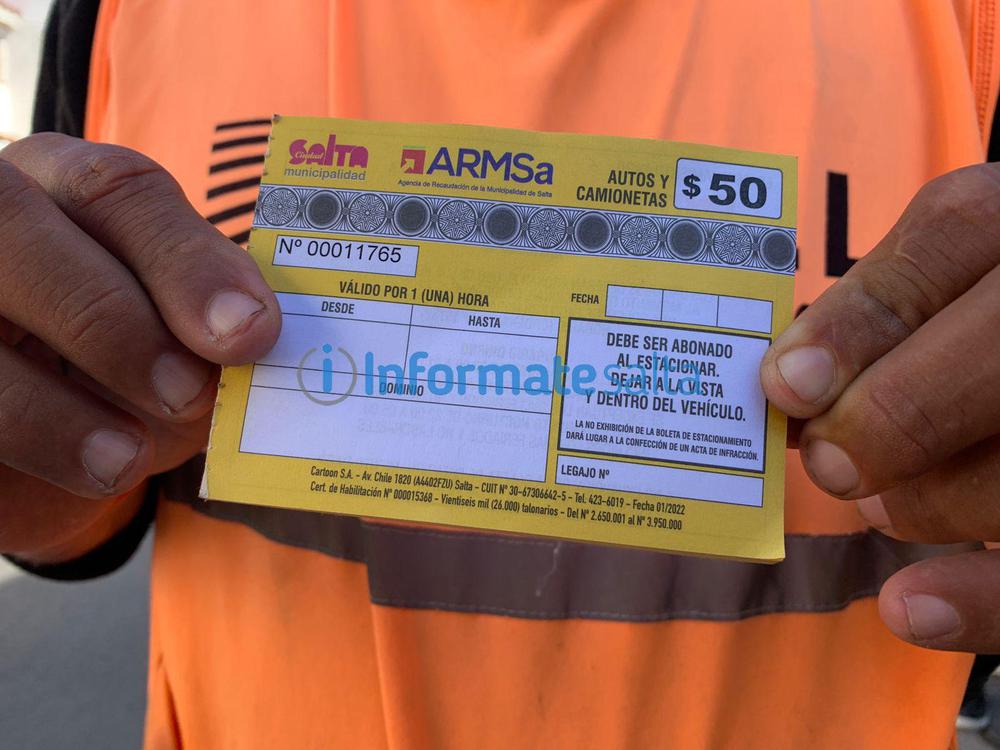 Salta
Ciudad
municipalidad
ARMSa
Agencia de Recaudación de la Municipalidad de Salta
AUTOS Y
CAMIONETAS
$50
Nº 00011765
VÁLIDO POR 1 (UNA) HORA
DESDE
HASTA
DOMINIO
FECHA
DEBE SER ABONADO
AL ESTACIONAR.
DEJAR A LA VISTA
Y DENTRO DEL VEHÍCULO.
LA NO EXHIBICIÓN DE LA BOLETA DE ESTACIONAMIENTO
DARÁ LUGAR A LA CONFECCIÓN DE UN ACTA DE INFRACCIÓN.
LEGAJO Nº
Cartoon S.A. - Av. Chile 1820 (A4402FZU) Salta - CUIT Nº 30-67306642-5 - Tel. 423-6019 - Fecha 01/2022
Cert. de Habilitación Nº 000015368 - Vientiseis mil (26.000) talonarios - Del Nº 2.650.001 al Nº 3.950.000
i Informatesalta
L